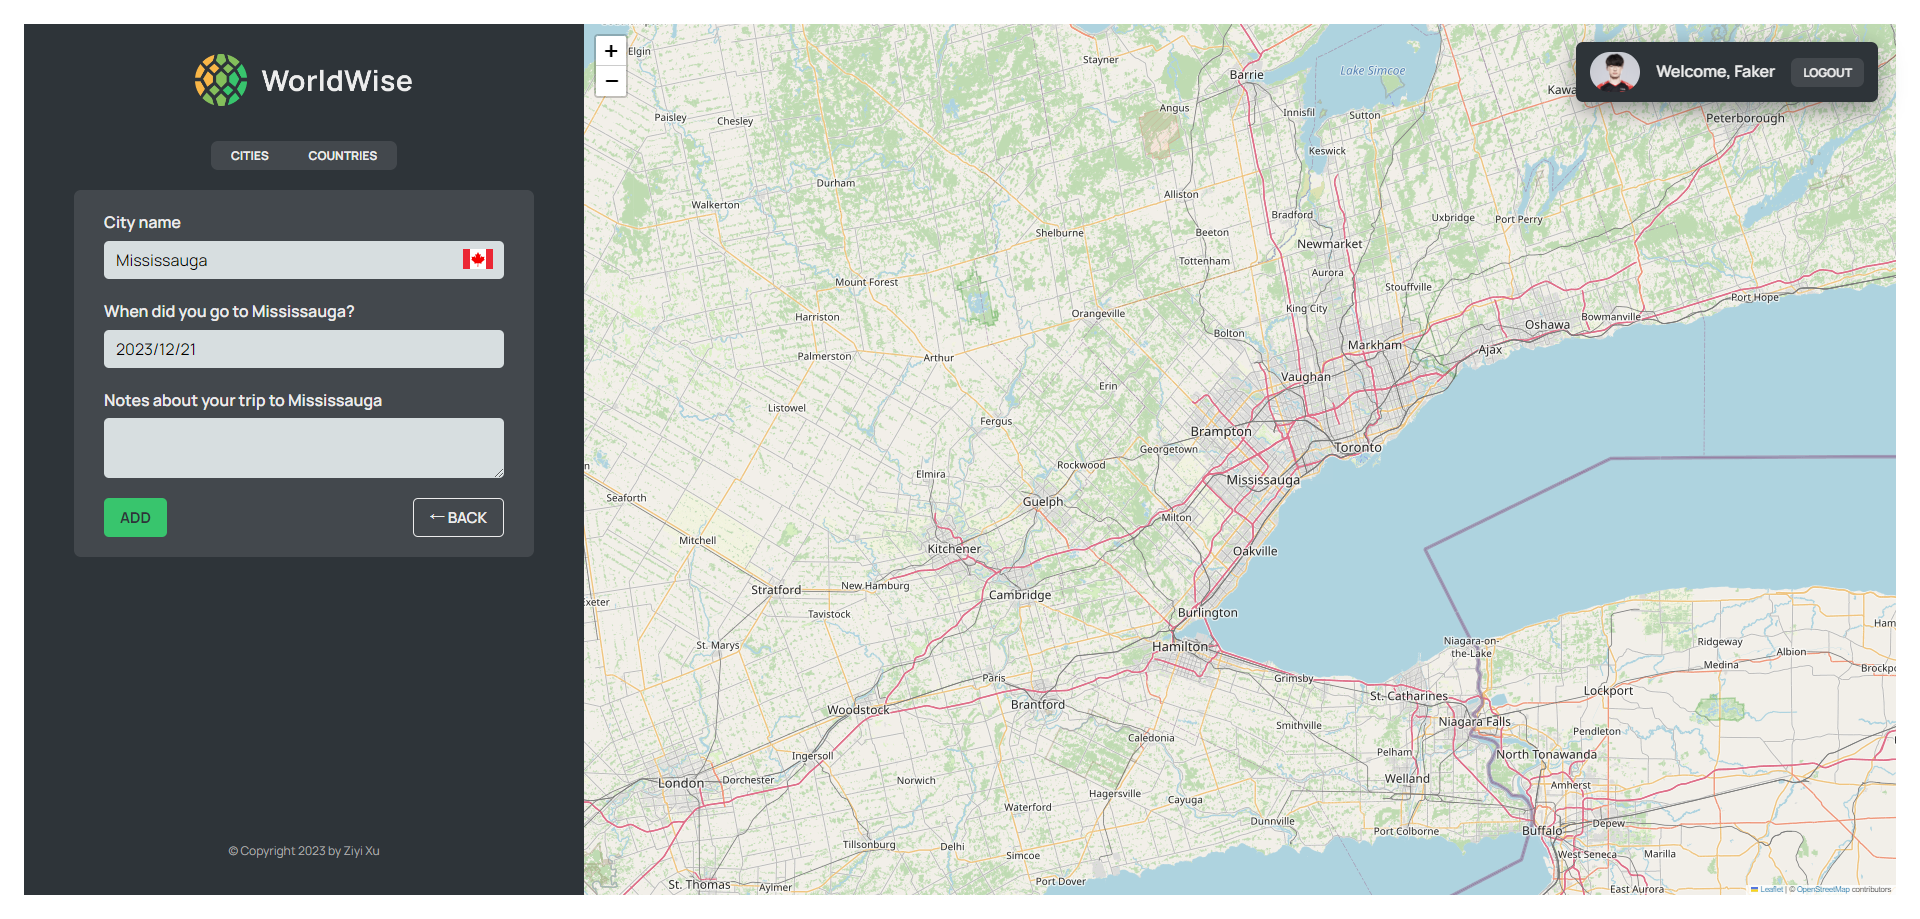 WorldWise
CITIES COUNTRIES
City name
Mississauga
When did you go to Mississauga?
2023/12/21
Notes about your trip to Mississauga
ADD
← BACK
© Copyright 2023 by Ziyi Xu
+
−
Welcome, Faker LOGOUT
Elgin
Stayner
Barrie
Lake Simcoe
Kawa
Paisley
Chesley
Angus
Innisfil
Sutton
Peterborough
Keswick
Durham
Walkerton
Alliston
Bradford
Uxbridge
Port Perry
Shelburne
Beeton
Newmarket
Tottenham
Aurora
Mount Forest
Stouffville
Port Hope
Harriston
Orangeville
King City
Bowmanville
Oshawa
Bolton
Markham
Ajax
Palmerston
Arthur
Vaughan
Erin
Listowel
Fergus
Brampton
Georgetown
Toronto
Rockwood
Elmira
Mississauga
Seaforth
Guelph
Milton
Mitchell
Kitchener
Oakville
Stratford
New Hamburg
Cambridge
xeter
Tavistock
Burlington
Ham
St. Marys
Hamilton
Niagara-on-
the-Lake
Ridgeway
Albion
Medina
Brockpo
Paris
Grimsby
St. Catharines
Lockport
Woodstock
Brantford
Smithville
Niagara Falls
Pendleton
Caledonia
Ingersoll
Pelham
North Tonawanda
London
Dorchester
Norwich
Welland
Amherst
Hagersville
Cayuga
Waterford
Dunnville
Port Colborne
Buffalo
Depew
Tillsonburg
Delhi
Simcoe
West Seneca
Marilla
St. Thomas
Aylmer
Port Dover
East Aurora
Leaflet | © OpenStreetMap contributors